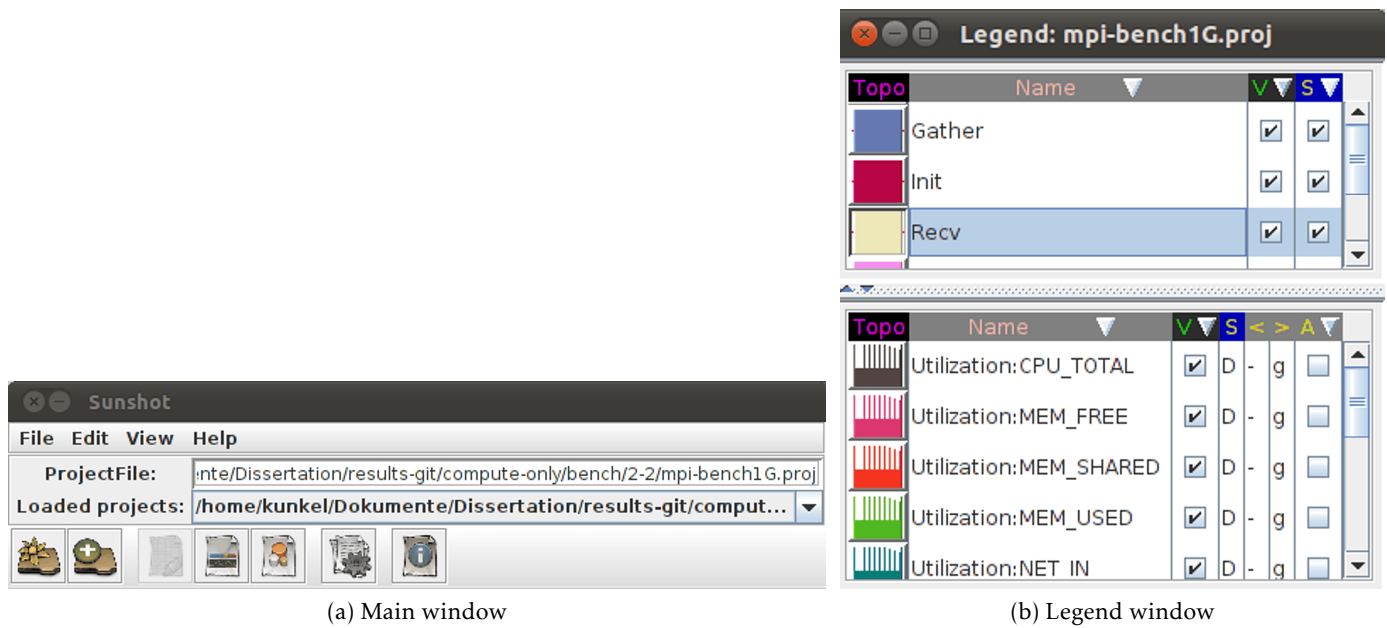 Sunshot
File Edit View Help
ProjectFile: :nte/Dissertation/results-git/compute-only/bench/2-2/mpi-bench1G.proj
Loaded projects: /home/kunkel/Dokumente/Dissertation/results-git/comput...
(a) Main window
Legend: mpi-bench1G.proj
Topo Name V S
Gather
Init
Recv
Topo Name V S < > A
Utilization:CPU_TOTAL D - g
Utilization:MEM_FREE D - g
Utilization:MEM_SHARED D - g
Utilization:MEM_USED D - g
Utilization:NET_IN D - g
(b) Legend window